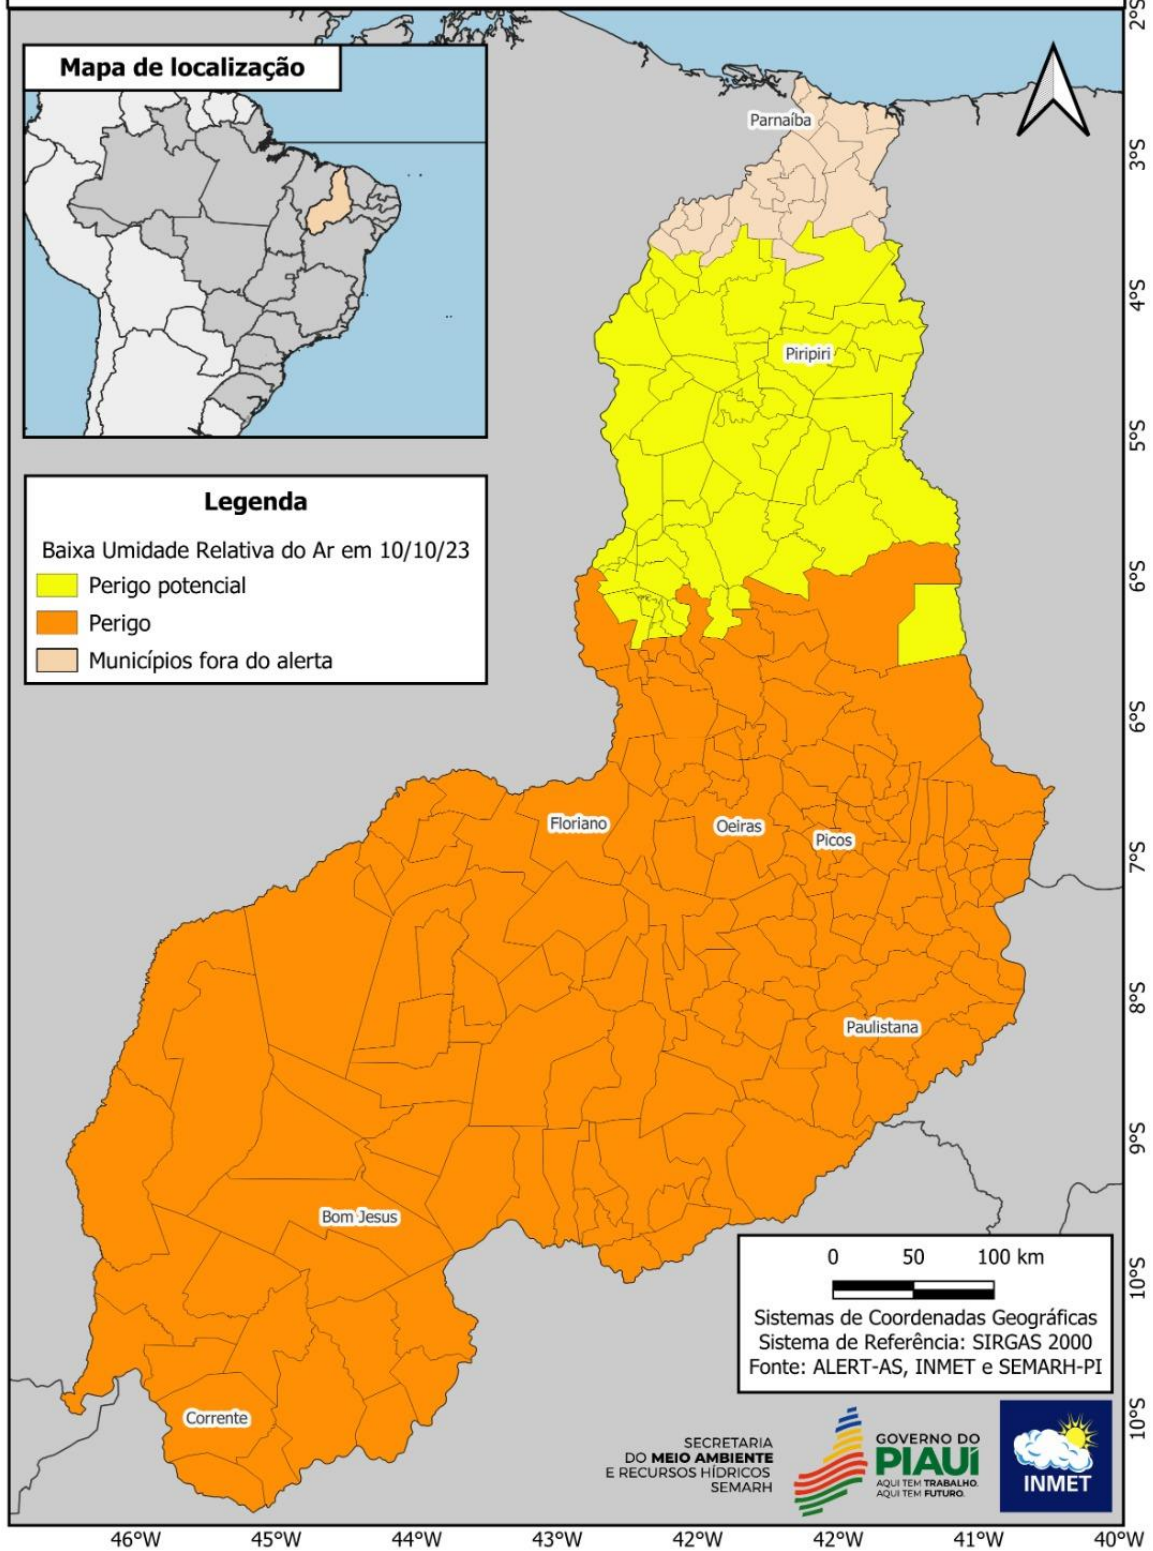 Mapa de localização
Legenda
Baixa Umidade Relativa do Ar em 10/10/23
Perigo potencial
Perigo
Municípios fora do alerta
Parnaíba
Piripiri
Floriano
Oeiras
Picos
Paulistana
Bom Jesus
Corrente
2°S
3°S
4°S
5°S
6°S
6°S
7°S
8°S
9°S
10°S
10°S
0 50 100 km
Sistemas de Coordenadas Geográficas
Sistema de Referência: SIRGAS 2000
Fonte: ALERT-AS, INMET e SEMARH-PI
SECRETARIA
DO MEIO AMBIENTE
E RECURSOS HÍDRICOS
SEMARH
GOVERNO DO
PIAUÍ
AQUI TEM TRABALHO.
AQUI TEM FUTURO.
INMET
46°W 45°W 44°W 43°W 42°W 42°W 41°W 40°W